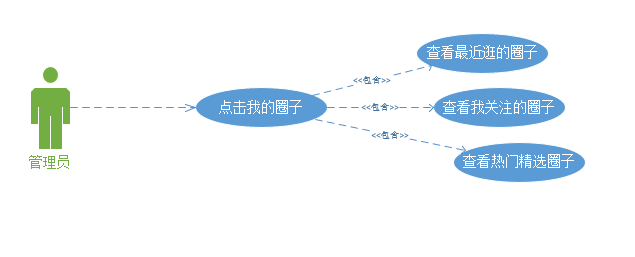 查看最近逛的圈子
<<包含>>
点击我的圈子
<<包含>>
查看我关注的圈子
<<包含>>
查看热门精选圈子
管理员